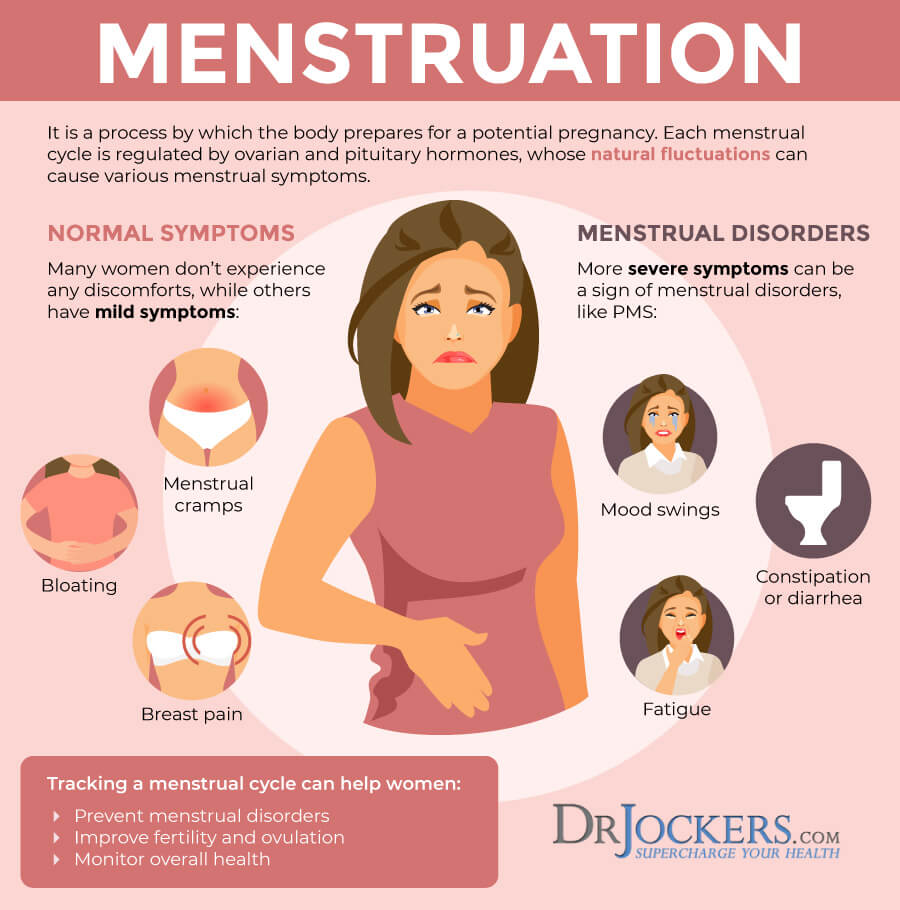 MENSTRUATION
It is a process by which the body prepares for a potential pregnancy. Each menstrual
cycle is regulated by ovarian and pituitary hormones, whose natural fluctuations can
cause various menstrual symptoms.
NORMAL SYMPTOMS
Many women don't experience
any discomforts, while others
have mild symptoms:
Menstrual
cramps
Bloating
Breast pain
MENSTRUAL DISORDERS
More severe symptoms can be
a sign of menstrual disorders,
like PMS:
Mood swings
Constipation
or diarrhea
Fatigue
Tracking a menstrual cycle can help women:
Prevent menstrual disorders
Improve fertility and ovulation
Monitor overall health
DRJOCKERS.COM
SUPERCHARGE YOUR HEALTH